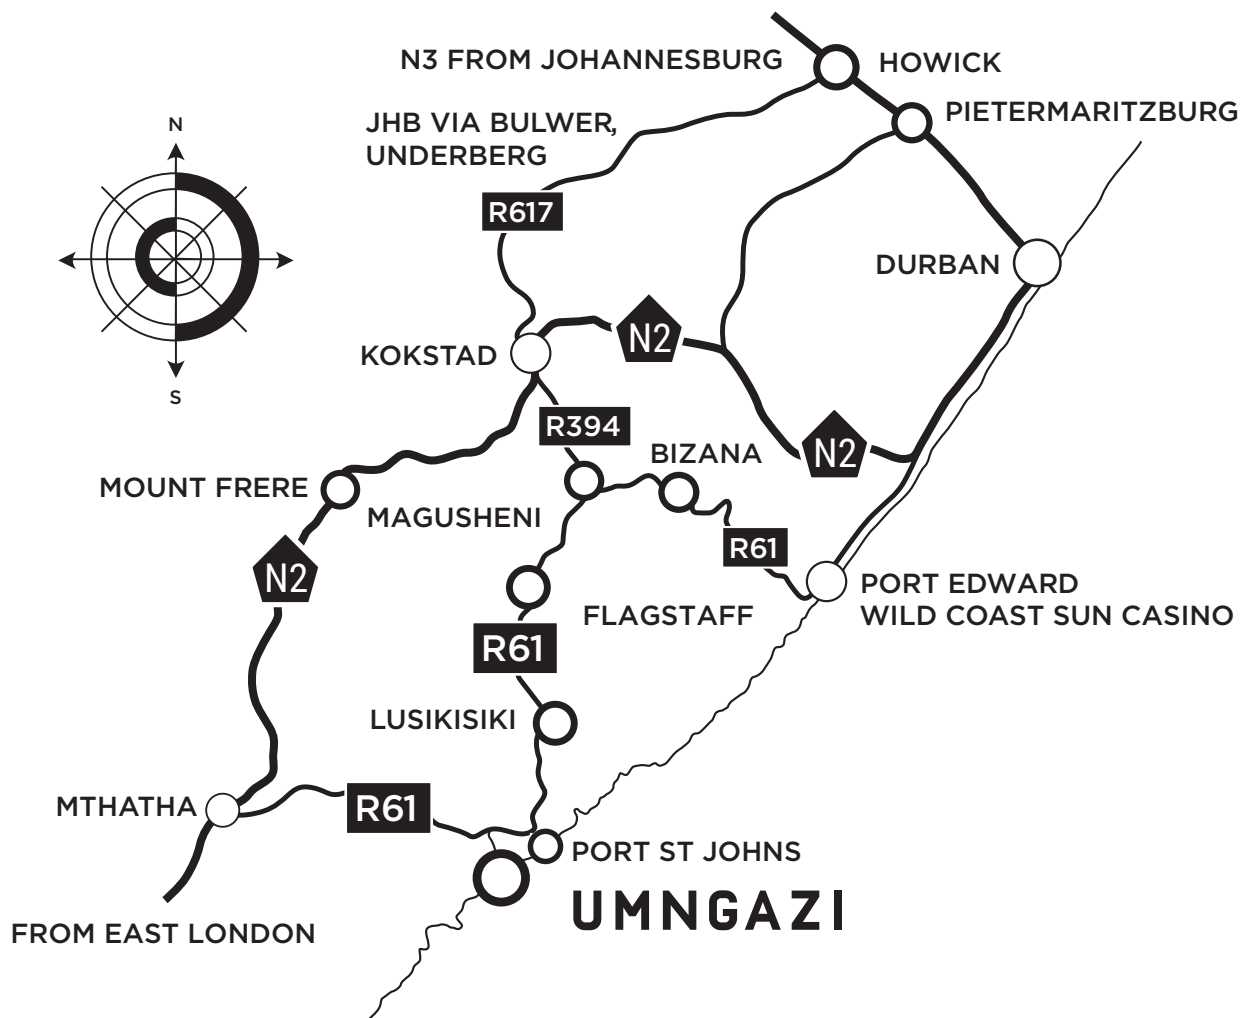 N3 FROM JOHANNESBURG
HOWICK
PIETERMARITZBURG
JHB VIA BULWER,
UNDERBERG
N
R617
DURBAN
N2
KOKSTAD
S
R394
BIZANA
N2
MOUNT FRERE
MAGUSHENI
R61
N2
PORT EDWARD
WILD COAST SUN CASINO
FLAGSTAFF
R61
LUSIKISIKI
MTHATHA
R61
PORT ST JOHNS
UMNGAZI
FROM EAST LONDON